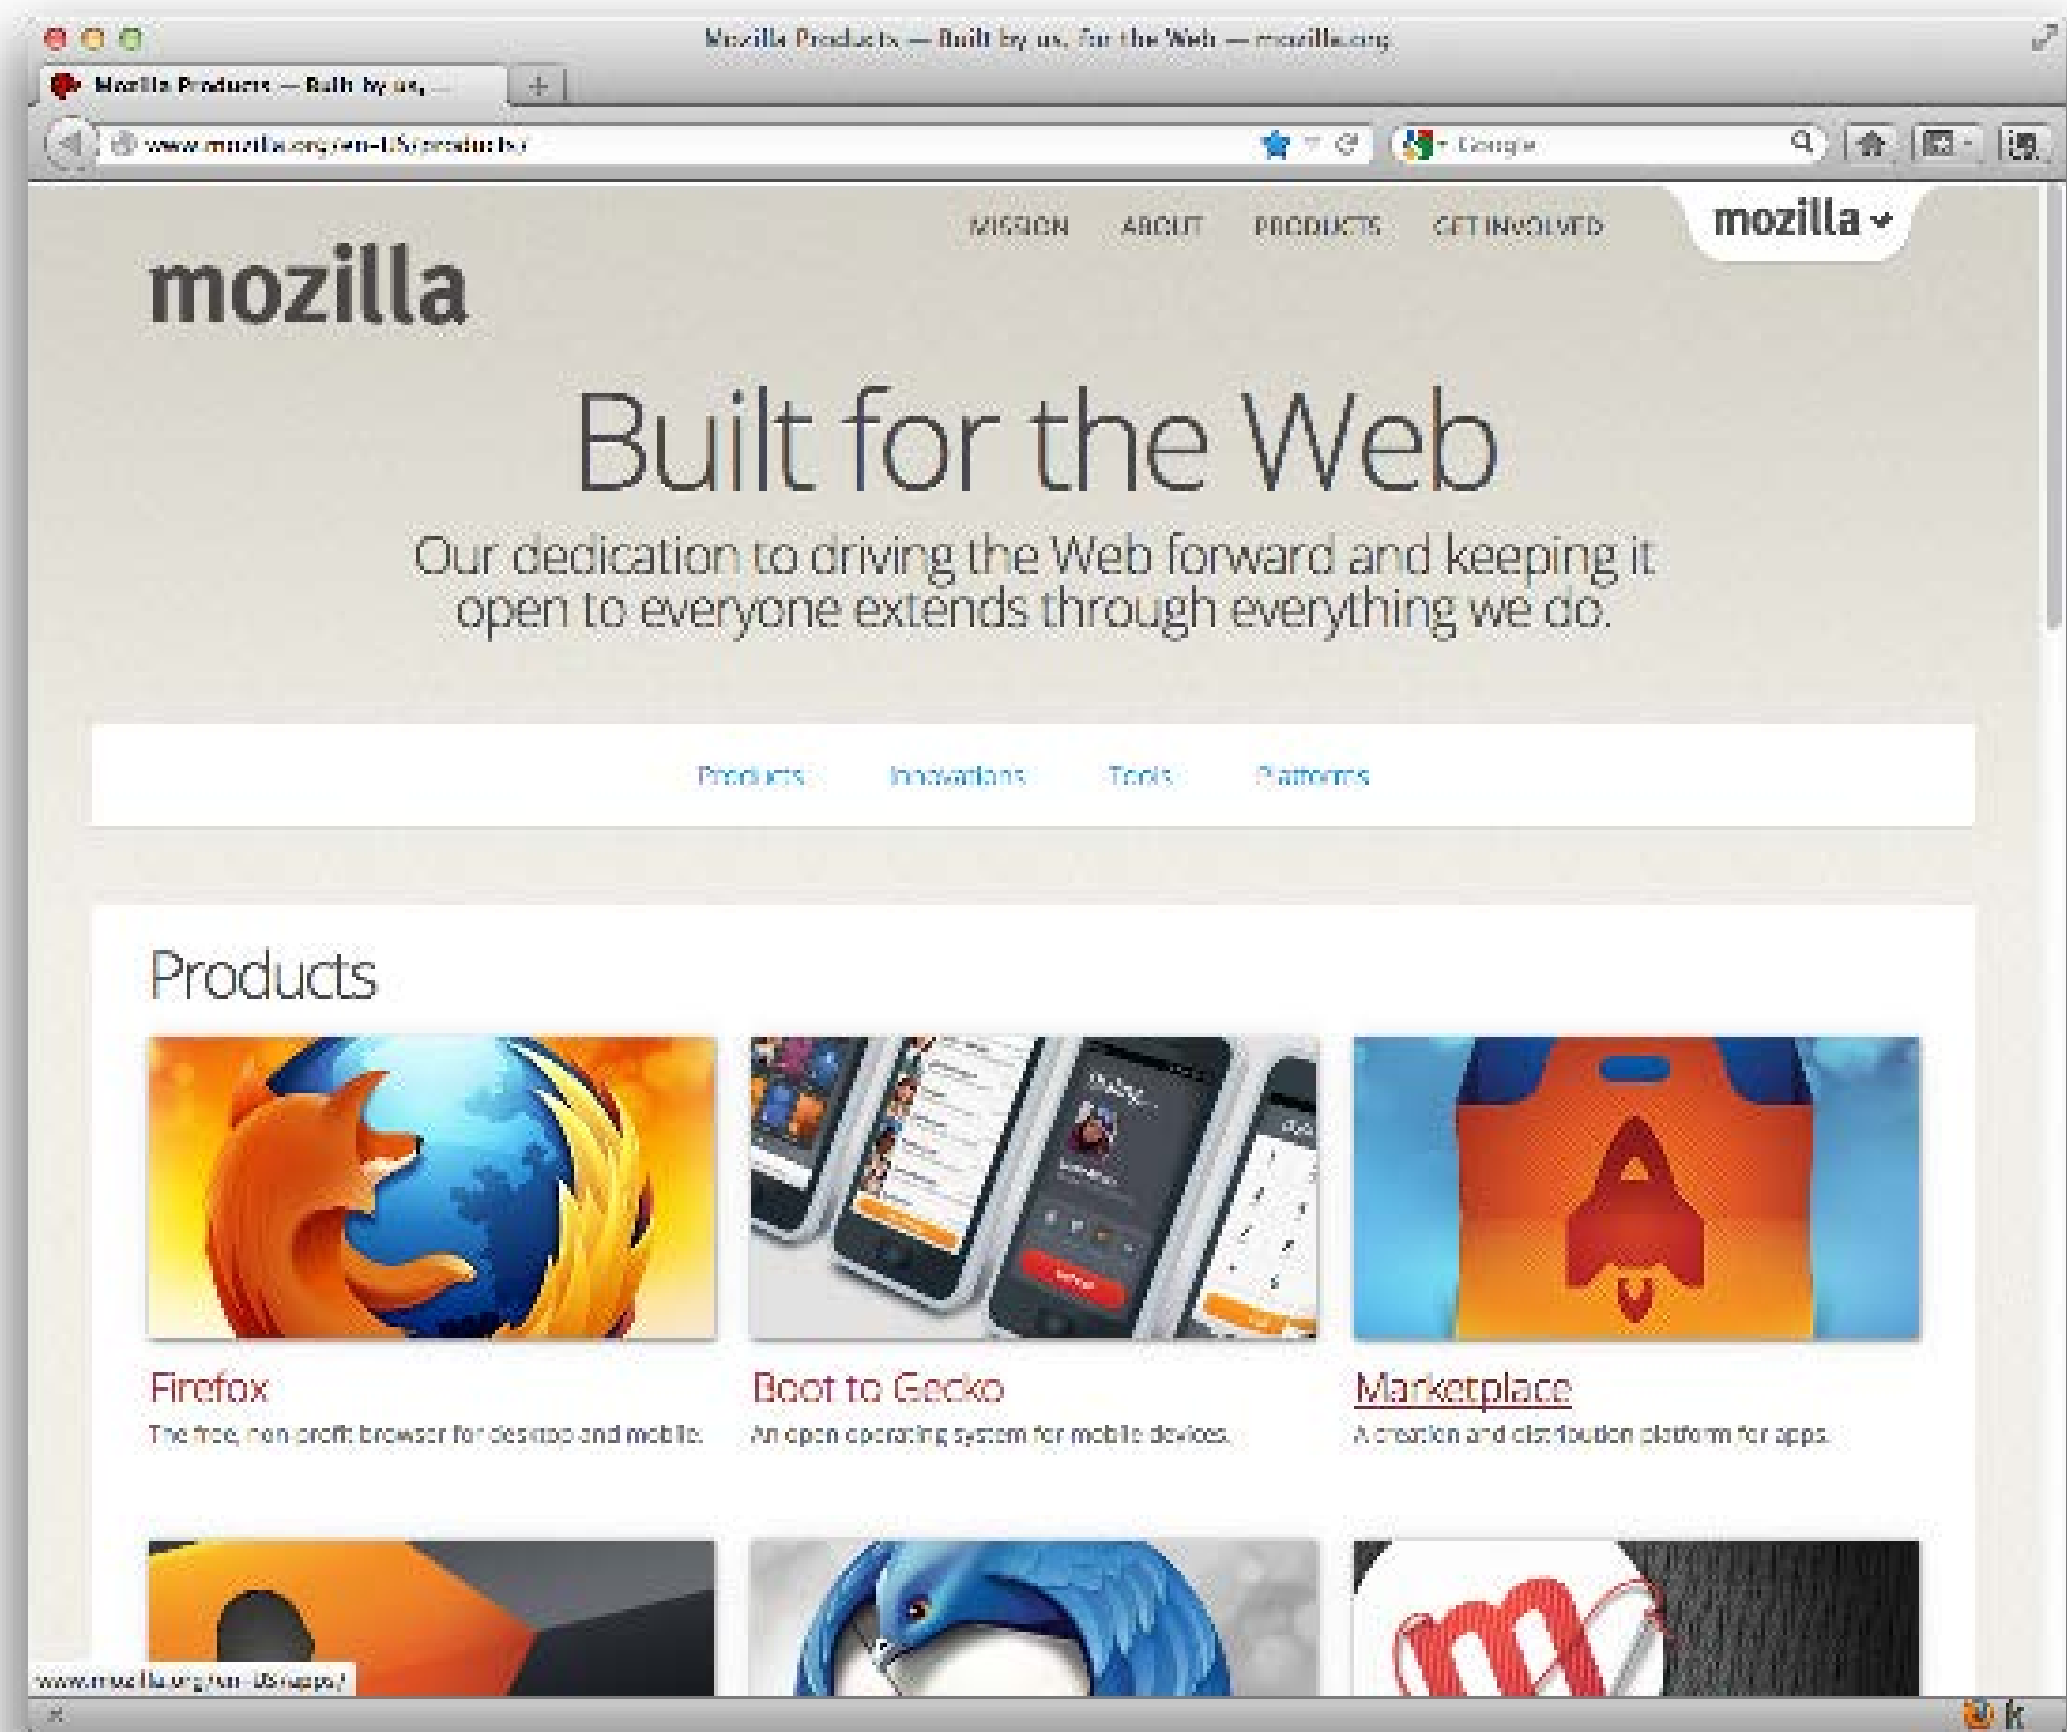 Mozilla Products — Built by us, for the Web — mozilla.org
Mozilla Products — Built by us, ...
www.mozilla.org/en-US/products/
Google
MISSION ABOUT PRODUCTS GET INVOLVED mozilla
mozilla
Built for the Web
Our dedication to driving the Web forward and keeping it
open to everyone extends through everything we do.
Products Innovations Tools Platforms
Products
Firefox Boot to Gecko Marketplace
The free, non-profit browser for desktop and mobile. An open operating system for mobile devices. A creation and distribution platform for apps.
www.mozilla.org/en-US/apps/